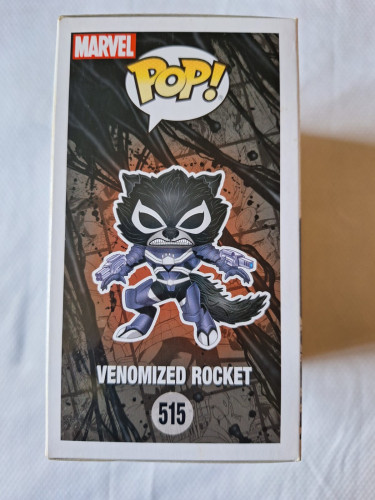 MARVEL
POP!
VENOMIZED ROCKET
515